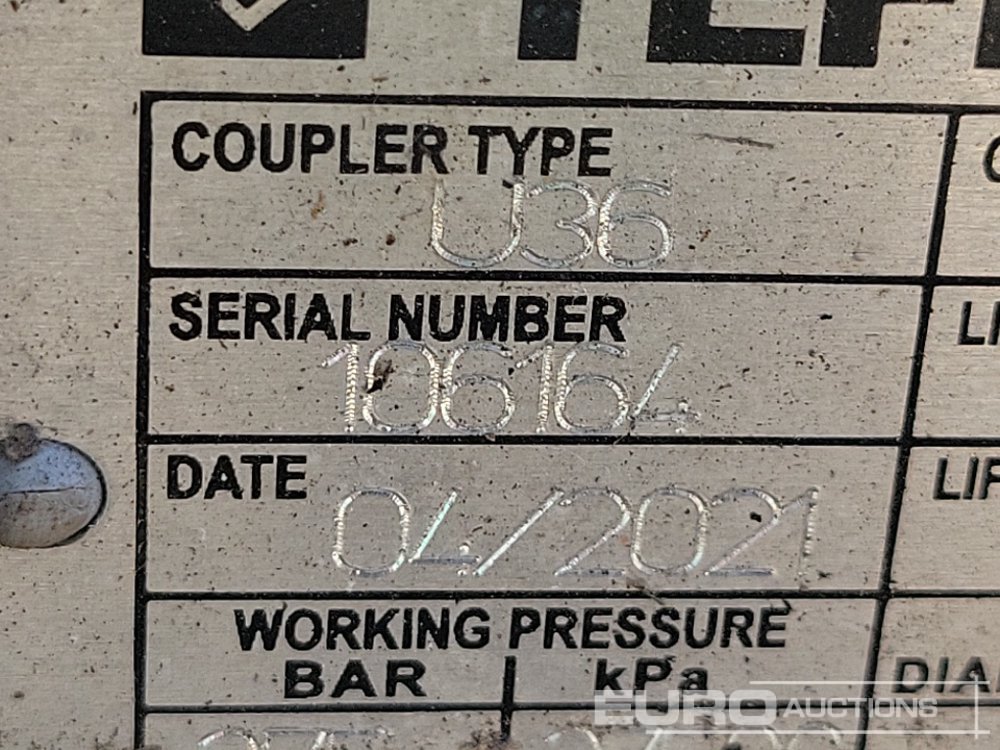 COUPLER TYPE
U36
SERIAL NUMBER
106164
DATE
04/2021
WORKING PRESSURE
BAR kPa
EURO AUCTIONS